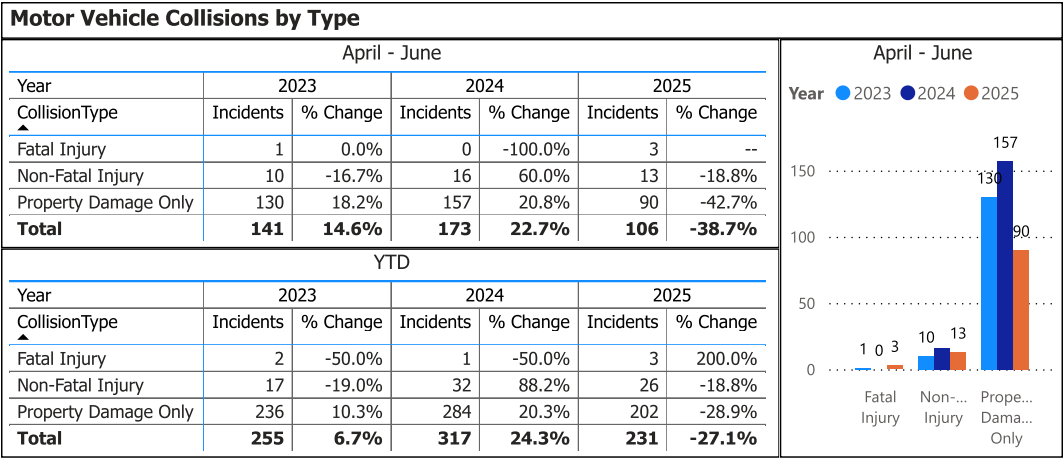 Motor Vehicle Collisions by Type
April - June
Year 2023 2024 2025
CollisionType Incidents % Change Incidents % Change Incidents % Change
Fatal Injury 1 0.0% 0 -100.0% 3 --
Non-Fatal Injury 10 -16.7% 16 60.0% 13 -18.8%
Property Damage Only 130 18.2% 157 20.8% 90 -42.7%
Total 141 14.6% 173 22.7% 106 -38.7%
YTD
Year 2023 2024 2025
CollisionType Incidents % Change Incidents % Change Incidents % Change
Fatal Injury 2 -50.0% 1 -50.0% 3 200.0%
Non-Fatal Injury 17 -19.0% 32 88.2% 26 -18.8%
Property Damage Only 236 10.3% 284 20.3% 202 -28.9%
Total 255 6.7% 317 24.3% 231 -27.1%
April - June
Year 2023 2024 2025
157
150
130
100
90
50
10 13
1 0 3
0
Fatal Non-... Prope...
Injury Injury Dama...
Only